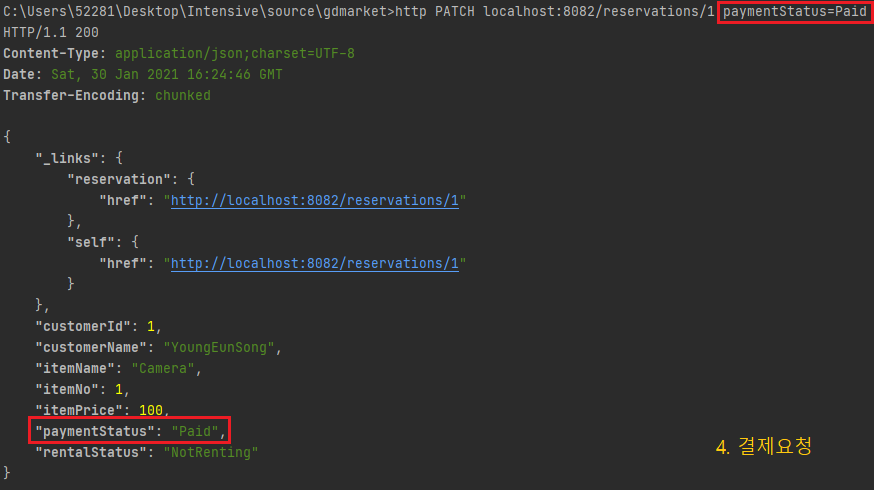 C:\Users\52281\Desktop\Intensive\source\gdmarket>http PATCH localhost:8082/reservations/1 paymentStatus=Paid
HTTP/1.1 200
Content-Type: application/json;charset=UTF-8
Date: Sat, 30 Jan 2021 16:24:46 GMT
Transfer-Encoding: chunked

{
    "_links": {
        "reservation": {
            "href": "http://localhost:8082/reservations/1"
        },
        "self": {
            "href": "http://localhost:8082/reservations/1"
        }
    },
    "customerId": 1,
    "customerName": "YoungEunSong",
    "itemName": "Camera",
    "itemNo": 1,
    "itemPrice": 100,
    "paymentStatus": "Paid",
    "rentalStatus": "NotRenting"
}
4. 결제요청